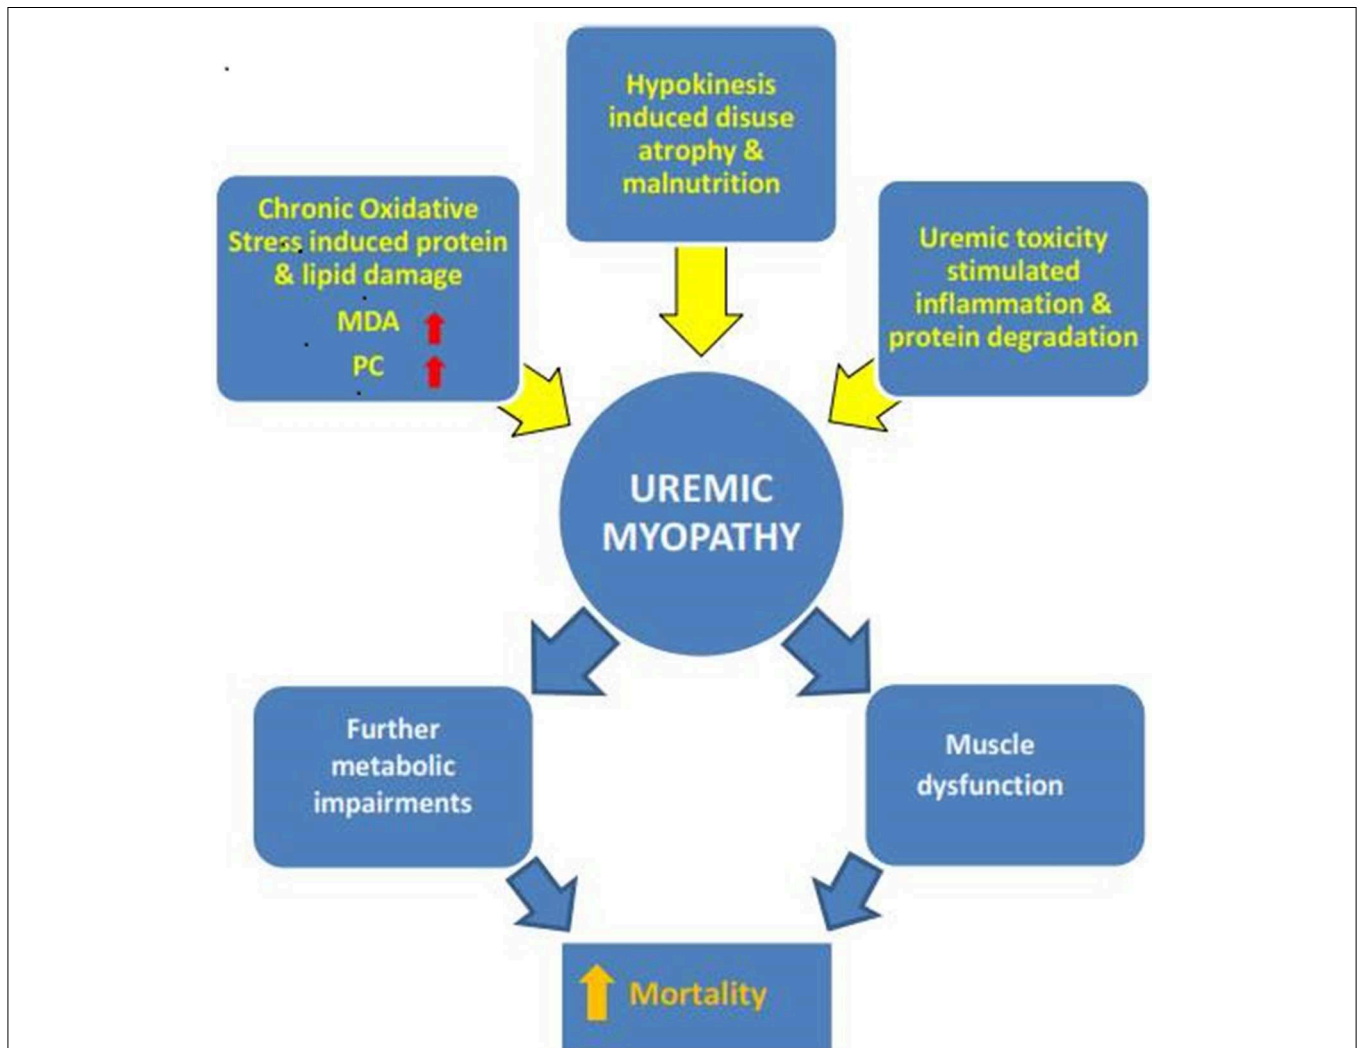 Hypokinesis
induced disuse
atrophy &
malnutrition
Chronic Oxidative
Stress induced protein
& lipid damage
MDA
PC
Uremic toxicity
stimulated
inflammation &
protein degradation
UREMIC
MYOPATHY
Further
metabolic
impairments
Muscle
dysfunction
Mortality